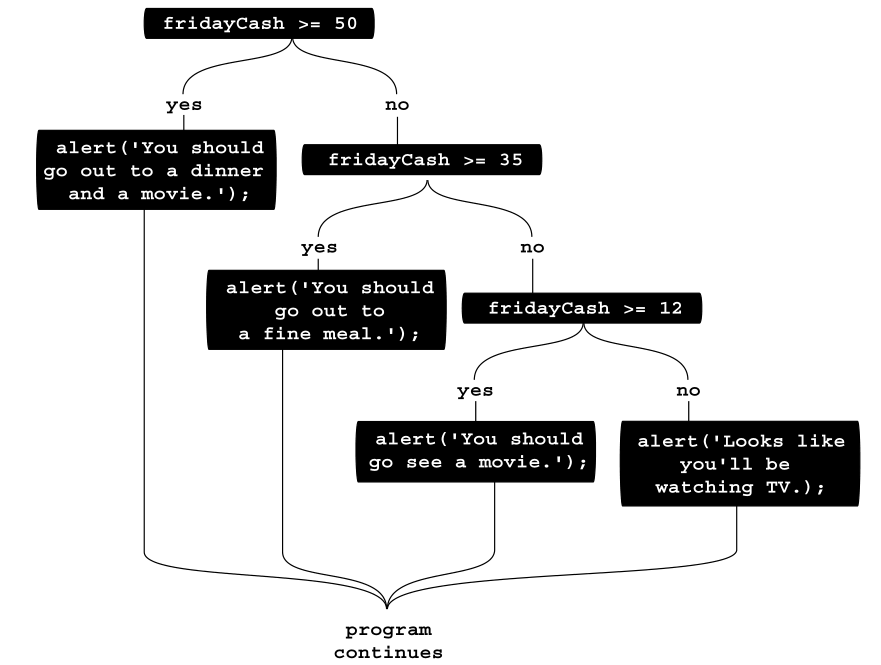 fridayCash >= 50
yes
no
alert('You should
go out to a dinner
and a movie.');
fridayCash >= 35
yes
no
alert('You should
go out to
a fine meal.');
fridayCash >= 12
yes
no
alert('You should
go see a movie.');
alert('Looks like
you'll be
watching TV.);
program
continues